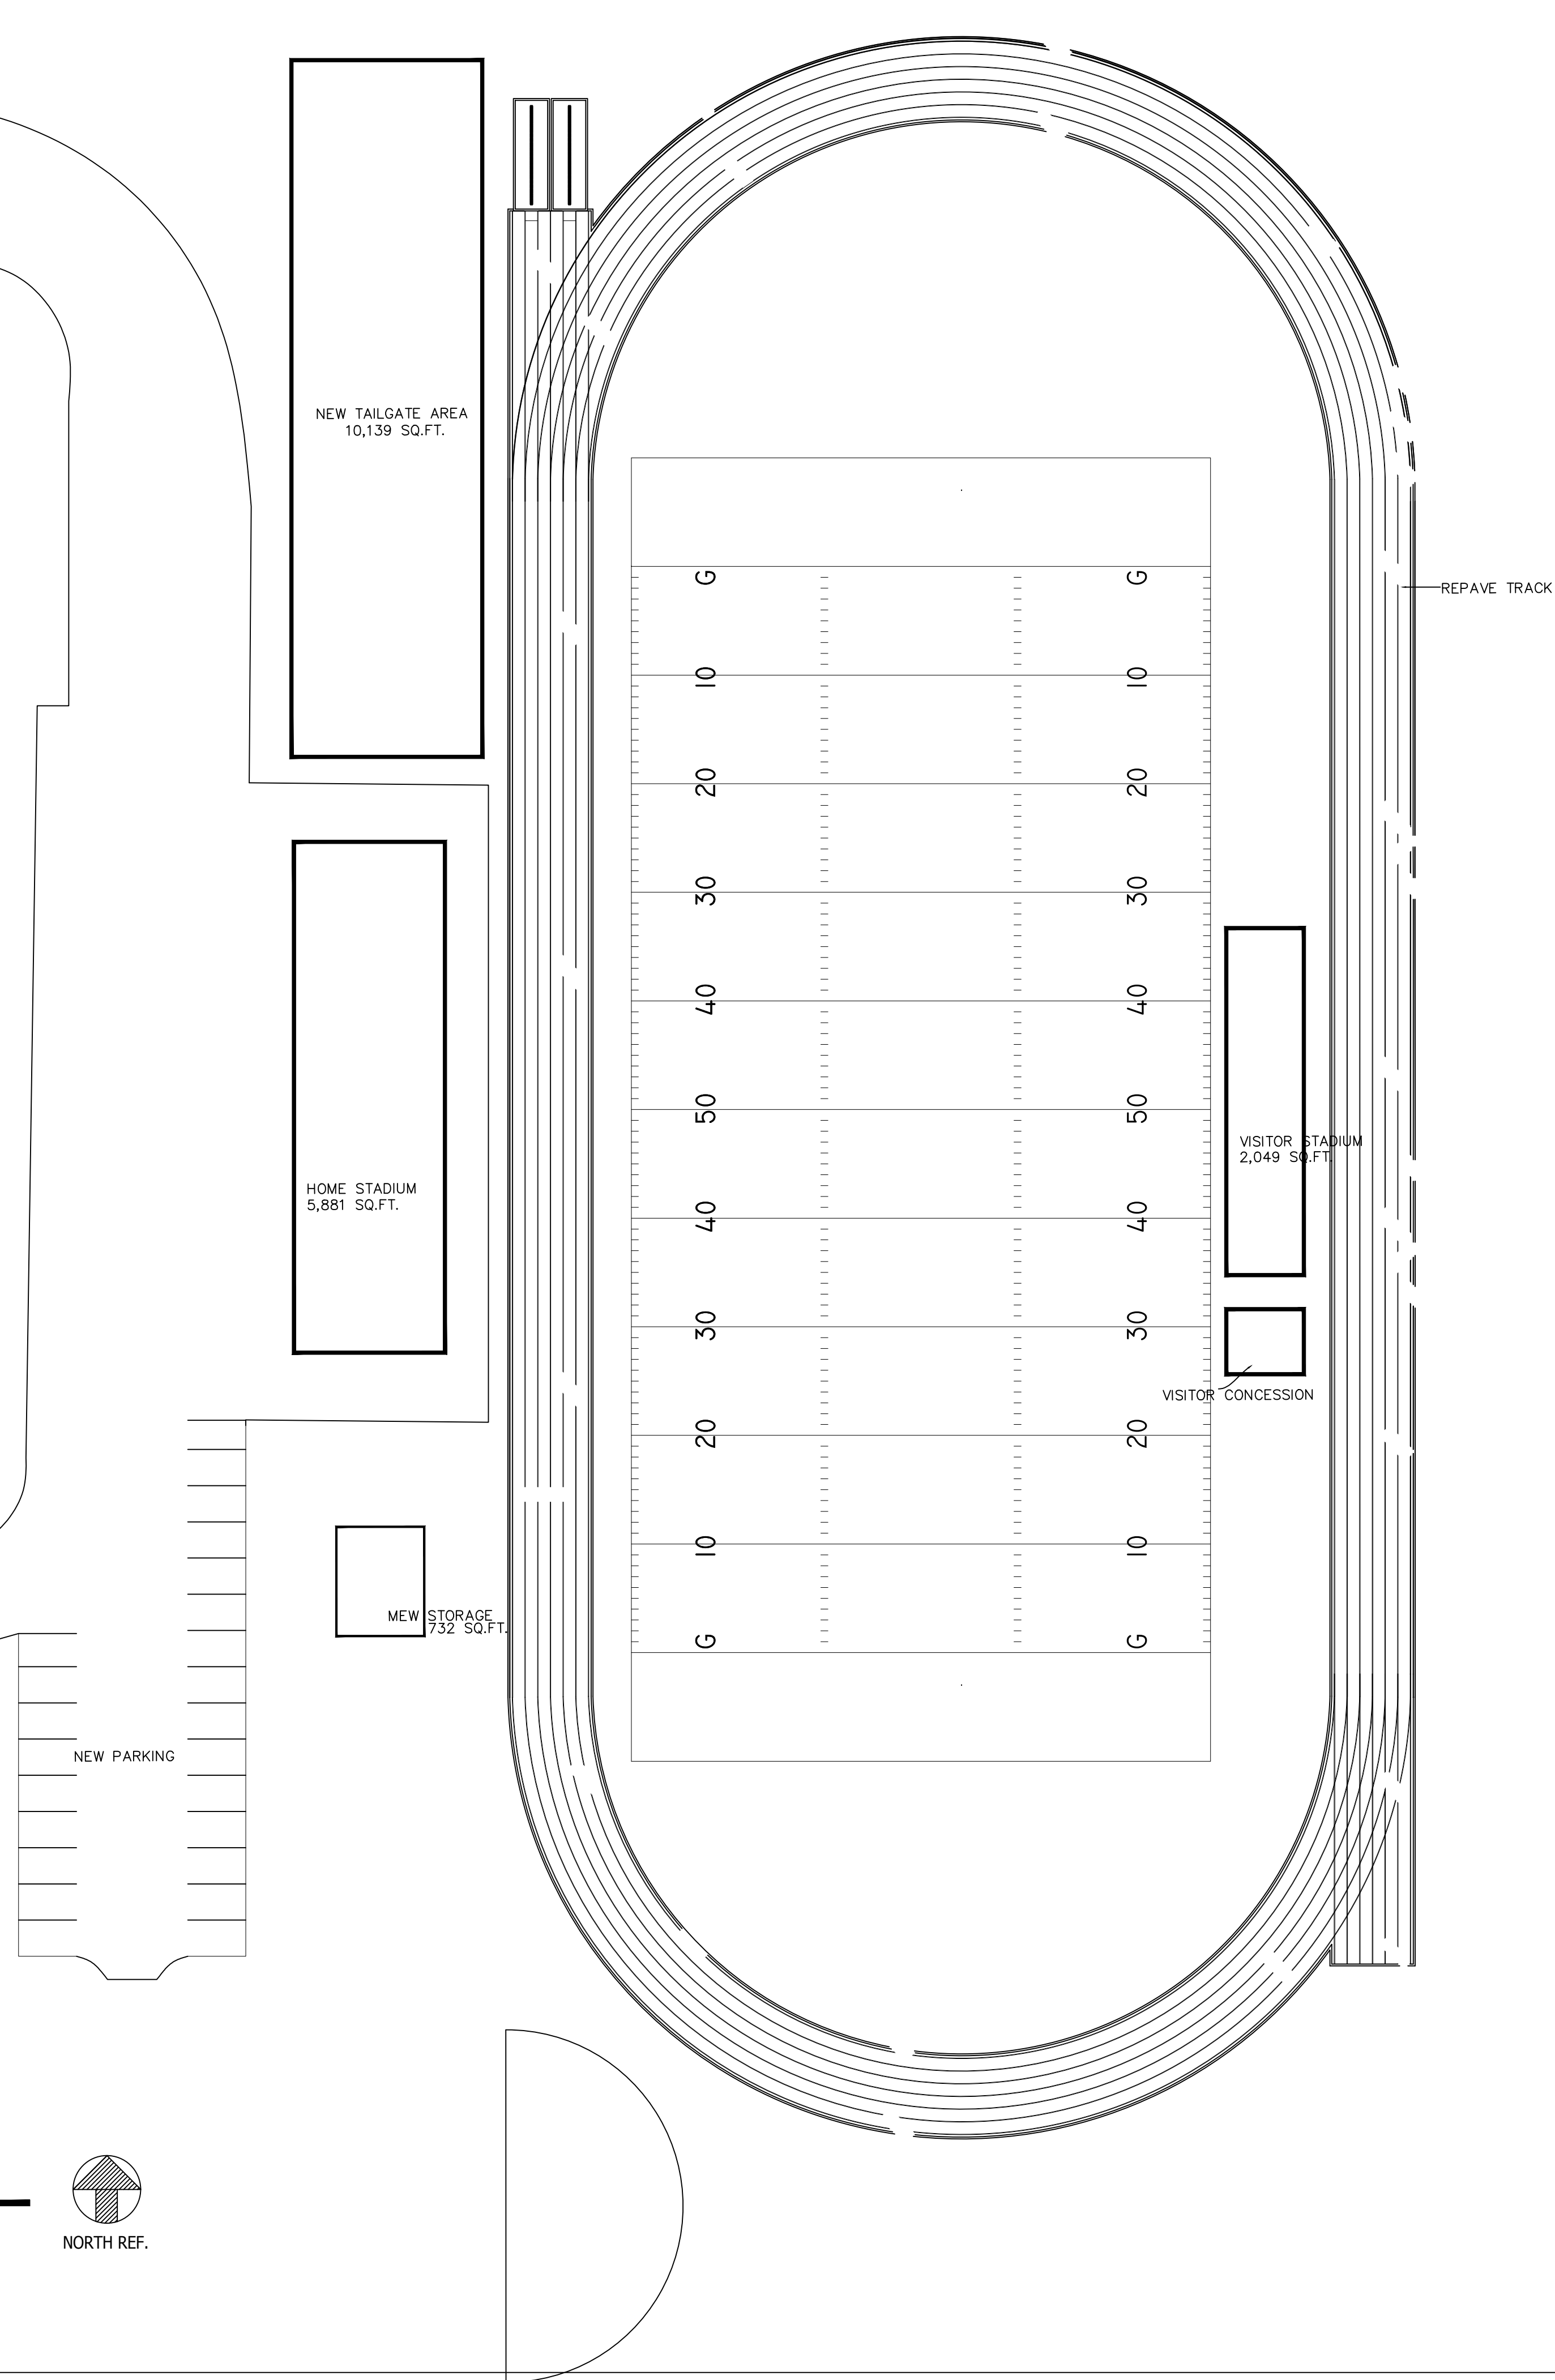 NEW TAILGATE AREA
10,139 SQ.FT.
G G
REPAVE TRACK
10 10
20 20
30 30
40 40
50 50
VISITOR STADIUM
2,049 SQ.FT.
HOME STADIUM
5,881 SQ.FT.
40 40
30 30
VISITOR CONCESSION
20 20
10 10
MEW STORAGE
732 SQ.FT.
G G
NEW PARKING
NORTH REF.